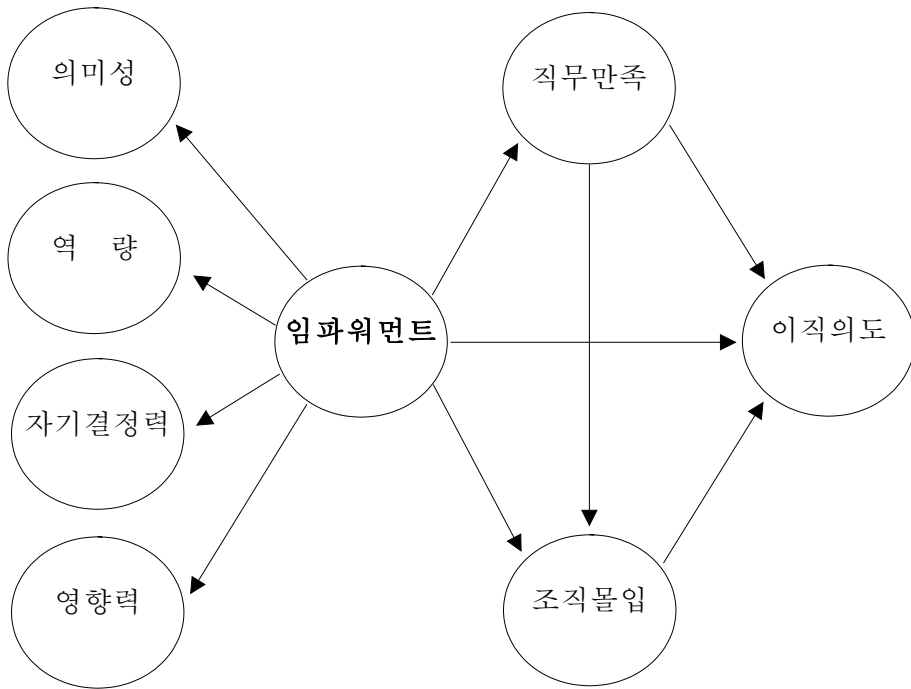 의미성
직무만족
역 량
임파워먼트
이직의도
자기결정력
영향력
조직몰입